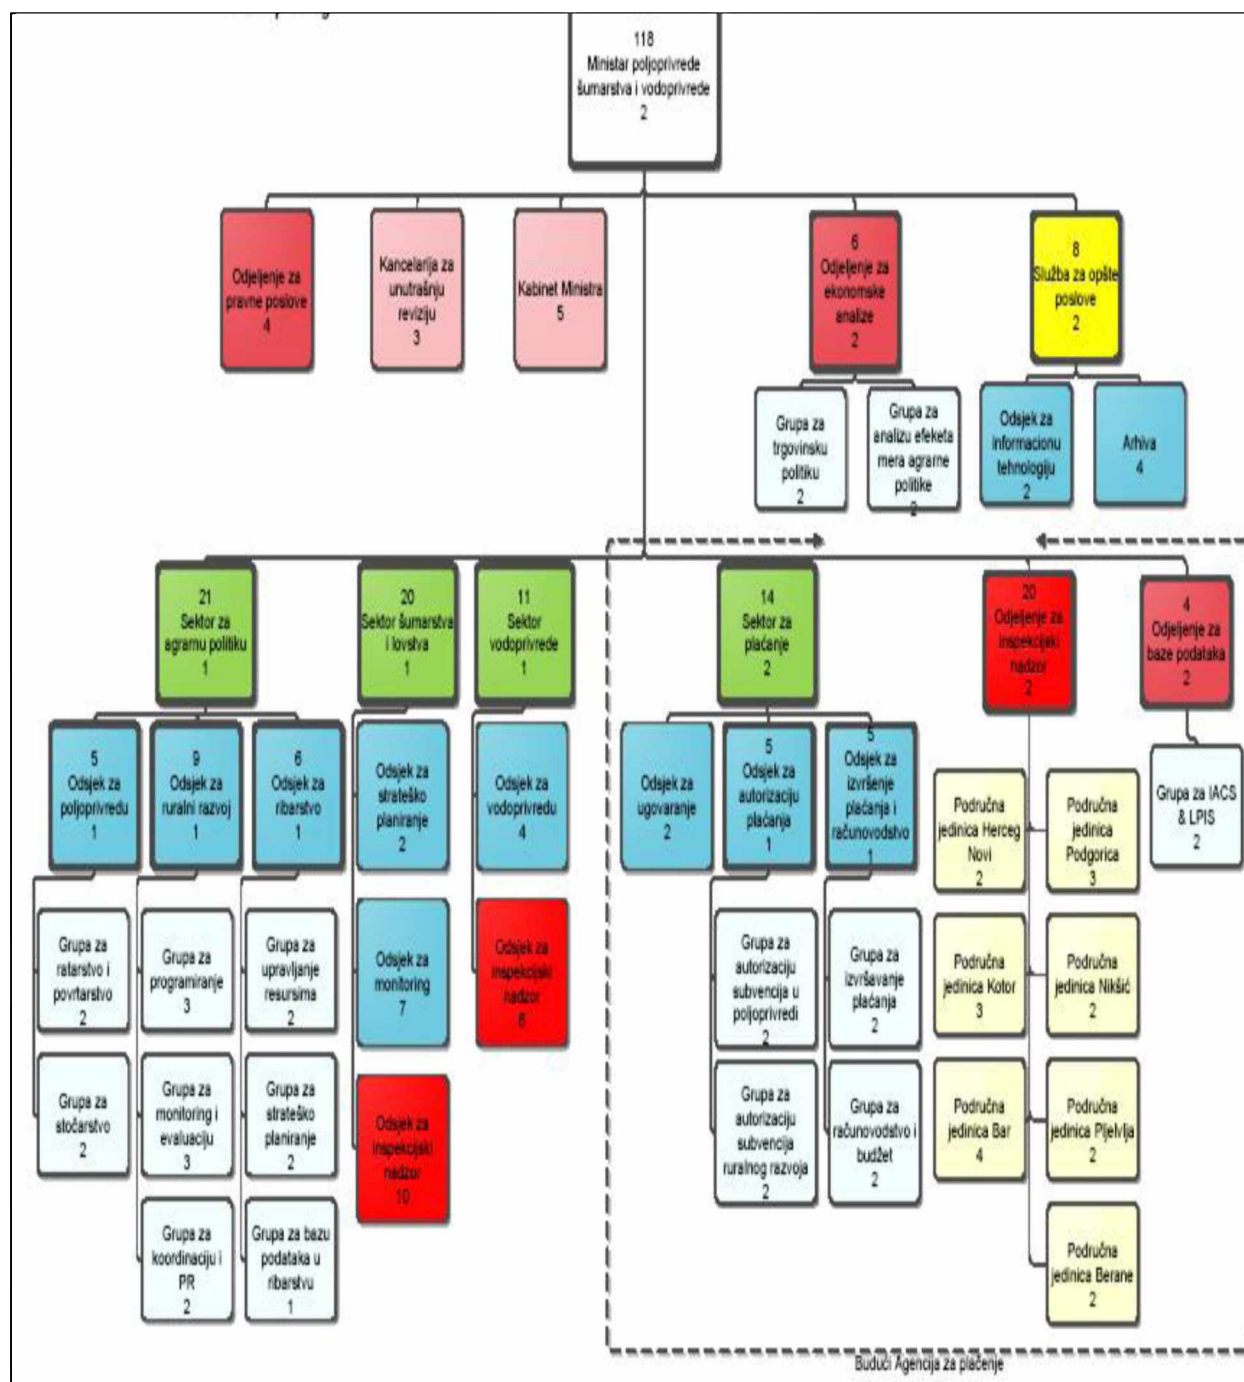 118
Ministar poljoprivrede
šumarstva i vodoprivrede
2
Odjeljenje za
pravne poslove
4
Kancelarija za
unutrašnju
reviziju
3
Kabinet Ministra
5
6
Odjeljenje za
ekonomske
analize
2
8
Služba za opšte
poslove
2
Grupa za
trgovinsku
politiku
2
Grupa za
analizu efeketa
mera agrarne
politike
2
Odsjek za
informacionu
tehnologiju
2
Arhiva
4
21
Sektor za
agrarnu politiku
1
20
Sektor šumarstva
i lovstva
1
11
Sektor
vodoprivrede
1
14
Sektor za
plaćanje
2
20
Odjeljenje za
inspekcijski
nadzor
2
4
Odjeljenje za
baze podataka
2
5
Odsjek za
poljoprivredu
1
9
Odsjek za
ruralni razvoj
1
6
Odsjek za
ribarstvo
1
Odsjek za
strateško
planiranje
2
Odsjek za
vodoprivredu
4
Odsjek za
ugovaranje
2
5
Odsjek za
autorizaciju
plaćanja
1
5
Odsjek za
izvršenje
plaćanja i
računovodstvo
1
Područna
jedinica Herceg
Novi
2
Područna
jedinica
Podgorica
3
Grupa za IACS
& LPIS
2
Grupa za
ratarstvo i
povrtarstvo
2
Grupa za
programiranje
3
Grupa za
upravljanje
resursima
2
Odsjek za
monitoring
7
Odsjek za
inspekcijski
nadzor
6
Grupa za
autorizaciju
subvencija u
poljoprivredi
2
Grupa za
izvršavanje
plaćanja
2
Područna
jedinica Kotor
3
Područna
jedinica Nikšić
2
Grupa za
stočarstvo
2
Grupa za
monitoring i
evaluaciju
3
Grupa za
strateško
planiranje
2
Odsjek za
inspekcijski
nadzor
10
Grupa za
autorizaciju
subvencija
ruralnog razvoja
2
Grupa za
računovodstvo i
budžet
2
Područna
jedinica Bar
4
Područna
jedinica Pljelvlja
2
Grupa za
koordinaciju i
PR
2
Grupa za bazu
podataka u
ribarstvu
1
Područna
jedinica Berane
2
Budući Agencija za plaćenje